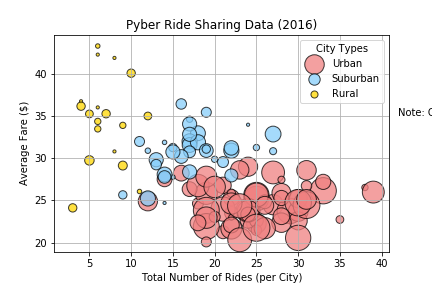 Pyber Ride Sharing Data (2016)
City Types
Urban
Suburban
Rural
Note: C
Average Fare ($)
40
35
30
25
20
5
10
15
20
25
30
35
40
Total Number of Rides (per City)